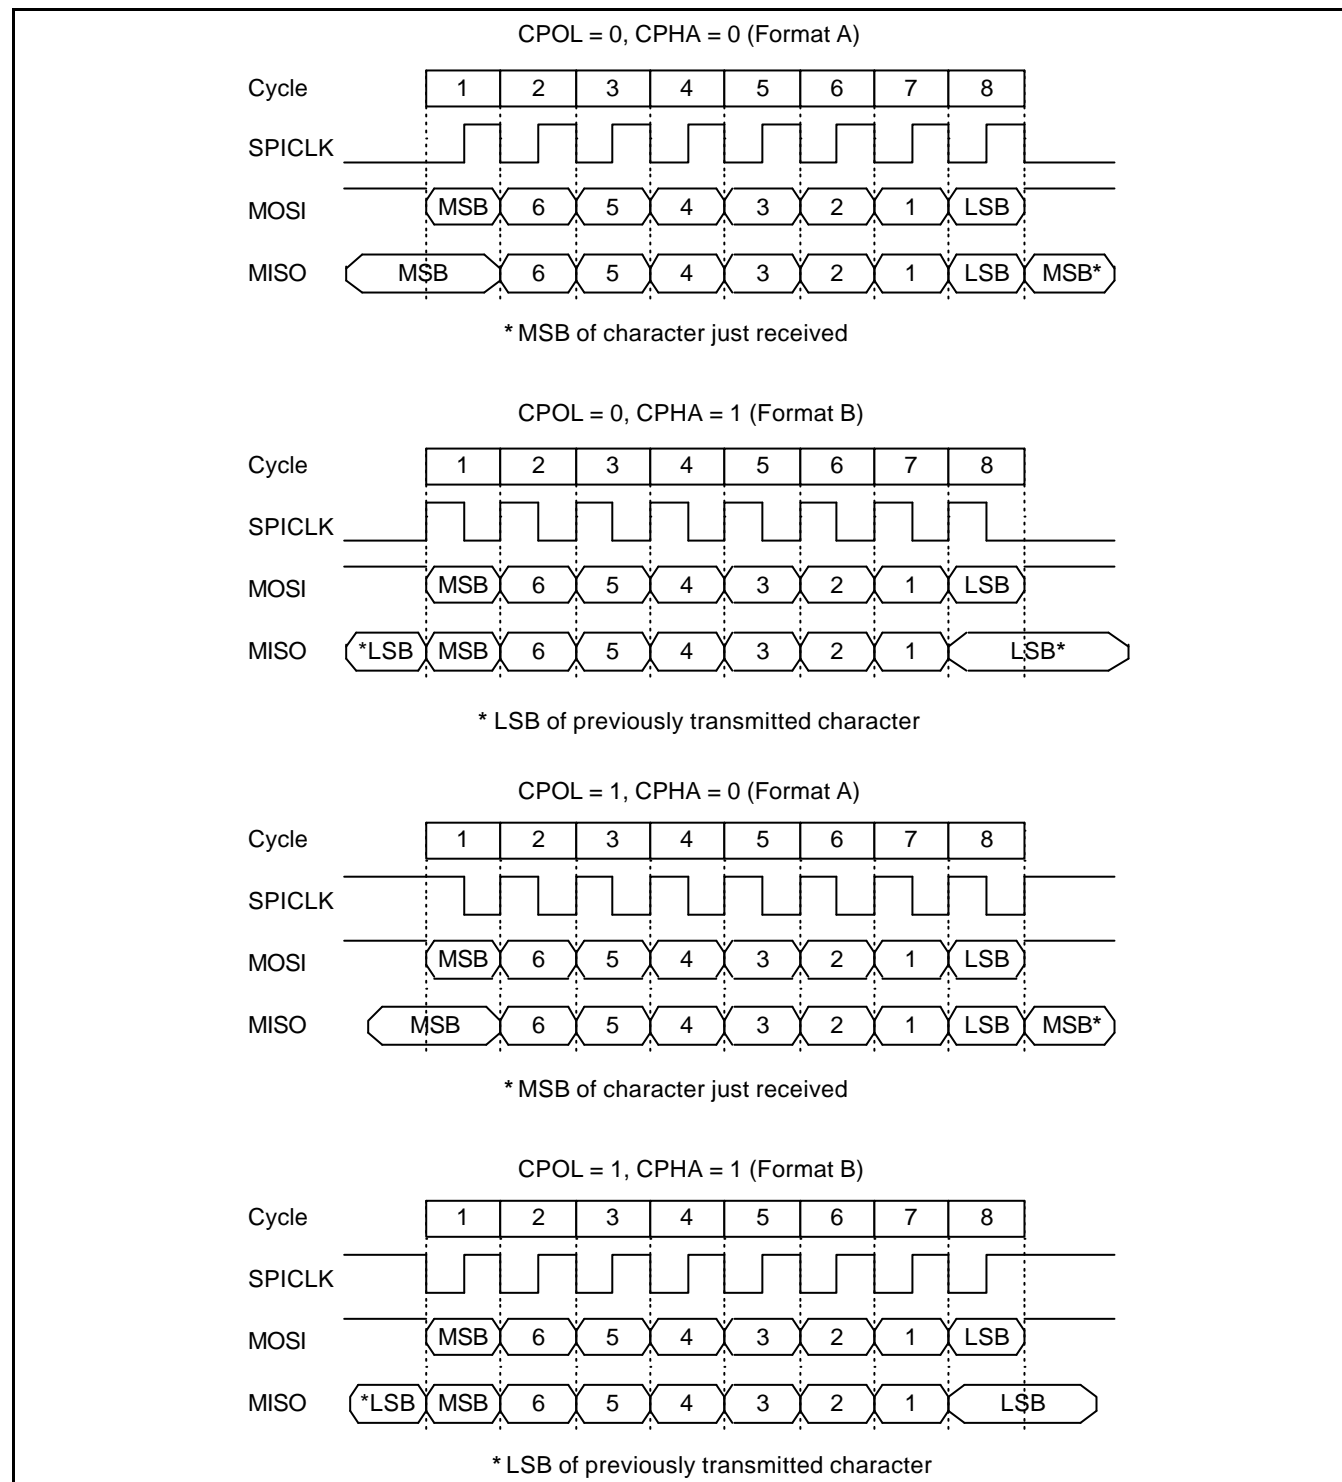 CPOL = 0, CPHA = 0 (Format A)
Cycle 1 2 3 4 5 6 7 8
SPICLK
MOSI MSB 6 5 4 3 2 1 LSB
MISO MSB 6 5 4 3 2 1 LSB MSB*
* MSB of character just received
CPOL = 0, CPHA = 1 (Format B)
Cycle 1 2 3 4 5 6 7 8
SPICLK
MOSI MSB 6 5 4 3 2 1 LSB
MISO *LSB MSB 6 5 4 3 2 1 LSB*
* LSB of previously transmitted character
CPOL = 1, CPHA = 0 (Format A)
Cycle 1 2 3 4 5 6 7 8
SPICLK
MOSI MSB 6 5 4 3 2 1 LSB
MISO MSB 6 5 4 3 2 1 LSB MSB*
* MSB of character just received
CPOL = 1, CPHA = 1 (Format B)
Cycle 1 2 3 4 5 6 7 8
SPICLK
MOSI MSB 6 5 4 3 2 1 LSB
MISO *LSB MSB 6 5 4 3 2 1 LSB
* LSB of previously transmitted character